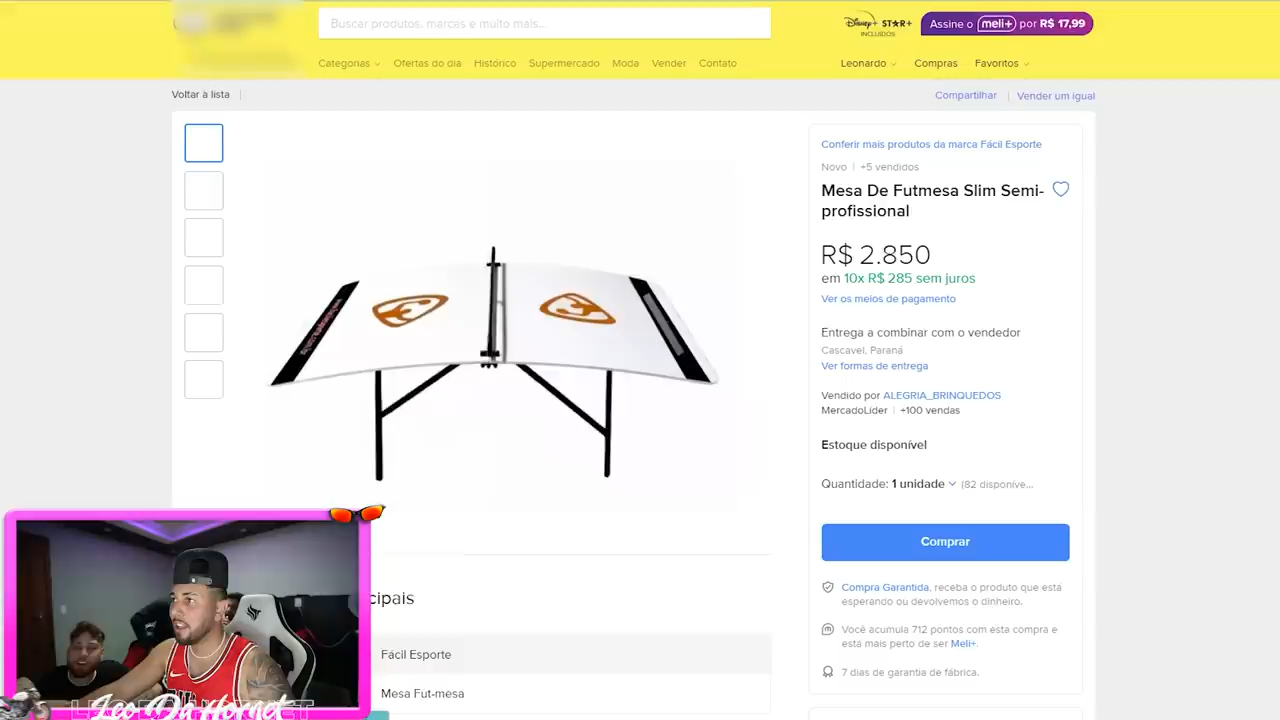 Buscar produtos, marcas e muito mais...
Disney+ STAR+
INCLUÍDOS
Assine o meli+ por R$ 17,99
Categorias
Ofertas do dia
Histórico
Supermercado
Moda
Vender
Contato
Leonardo
Compras
Favoritos
Voltar à lista
Compartilhar
Vender um igual
Conferir mais produtos da marca Fácil Esporte
Novo | +5 vendidos
Mesa De Futmesa Slim Semi-
profissional
R$ 2.850
em 10x R$ 285 sem juros
Ver os meios de pagamento
Entrega a combinar com o vendedor
Cascavel, Paraná
Ver formas de entrega
Vendido por ALEGRIA_BRINQUEDOS
MercadoLíder | +100 vendas
Estoque disponível
Quantidade: 1 unidade (82 disponíve...
Comprar
Compra Garantida, receba o produto que está
esperando ou devolvemos o dinheiro.
Você acumula 712 pontos com esta compra e
está mais perto de ser Meli+.
7 dias de garantia de fábrica.
cipais
Fácil Esporte
Mesa Fut-mesa
Leo Da Hornet